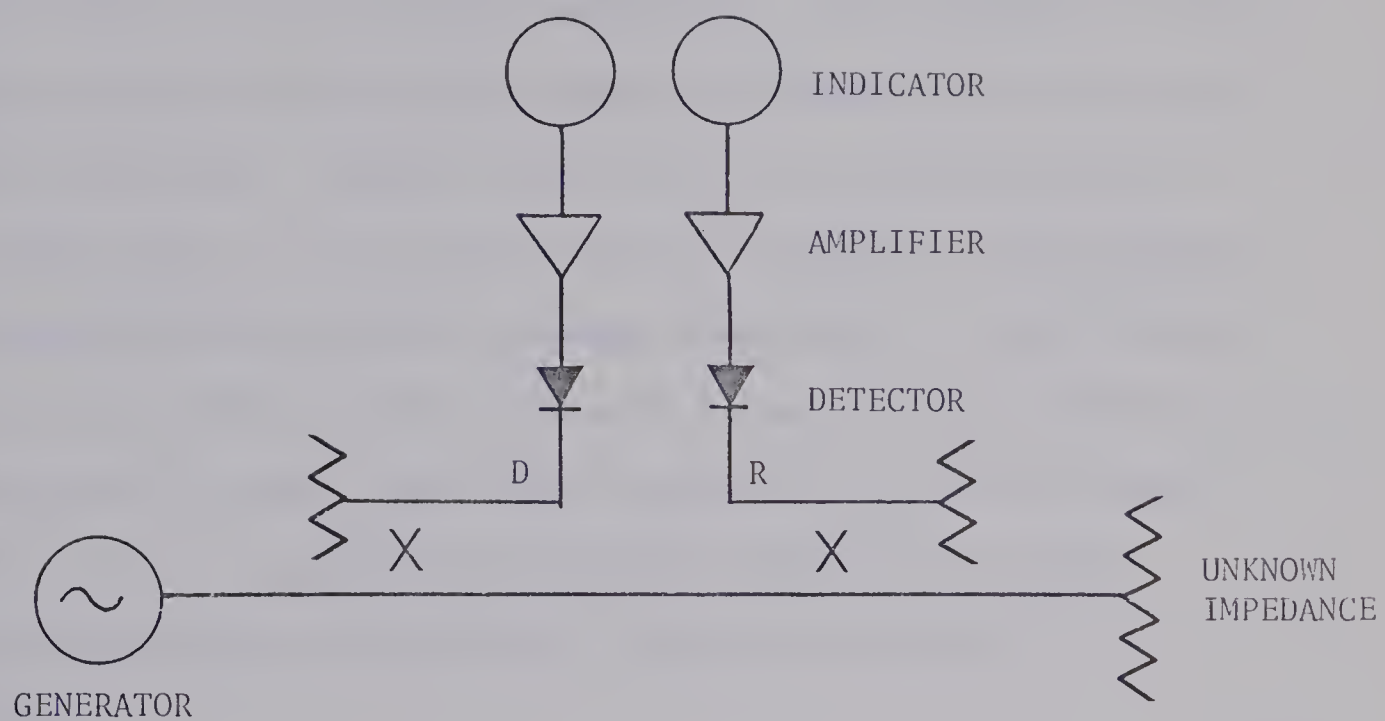 INDICATOR
AMPLIFIER
DETECTOR
D
R
X
X
UNKNOWN
IMPEDANCE
GENERATOR